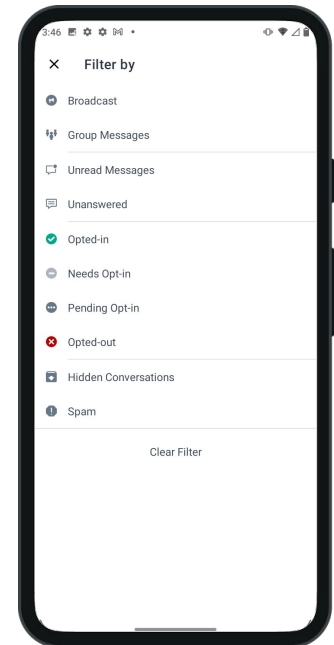 3:46
Filter by
Broadcast
Group Messages
Unread Messages
Unanswered
Opted-in
Needs Opt-in
Pending Opt-in
Opted-out
Hidden Conversations
Spam
Clear Filter